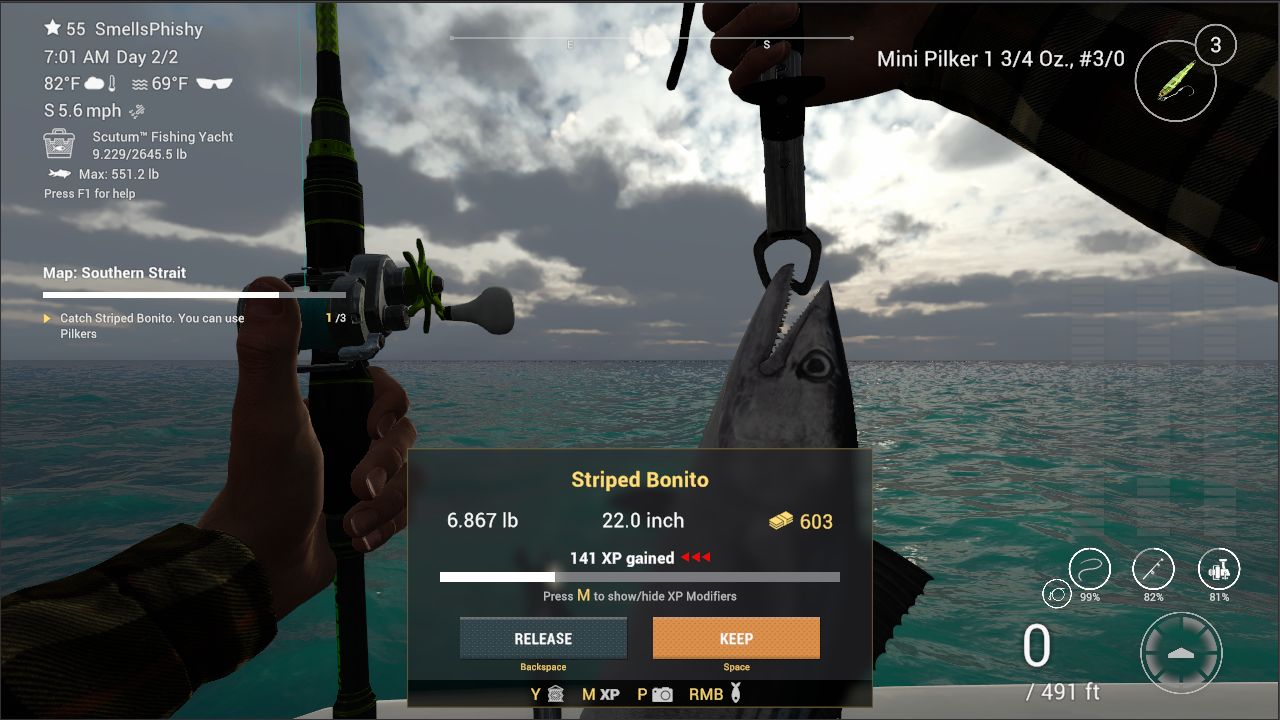 55 SmellsPhishy
7:01 AM Day 2/2
82°F 69°F
S 5.6 mph
Scutum™ Fishing Yacht
9.229/2645.5 lb
Max: 551.2 lb
Press F1 for help
E
S
Mini Pilker 1 3/4 Oz., #3/0
3
Map: Southern Strait
Catch Striped Bonito. You can use
Pilkers
1 /3
Striped Bonito
6.867 lb 22.0 inch 603
141 XP gained
Press M to show/hide XP Modifiers
RELEASE KEEP
Backspace Space
Y M XP P RMB
99% 82% 81%
0
/ 491 ft